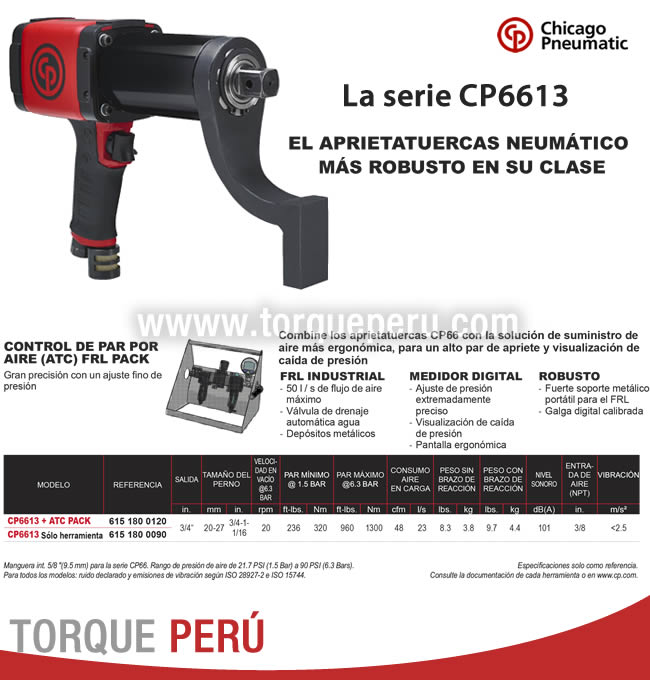 CP
CP
Chicago
Pneumatic
La serie CP6613
EL APRIETATUERCAS NEUMÁTICO
MÁS ROBUSTO EN SU CLASE
www.torqueperu.com
CONTROL DE PAR POR
AIRE (ATC) FRL PACK
Gran precisión con un ajuste fino de
presión
Combine los aprietatuercas CP66 con la solución de suministro de
aire más ergonómica, para un alto par de apriete y visualización de
caída de presión
FRL INDUSTRIAL
- 50 l / s de flujo de aire
máximo
- Válvula de drenaje
automática agua
- Depósitos metálicos
MEDIDOR DIGITAL
- Ajuste de presión
extremadamente
preciso
- Visualización de caída
de presión
- Pantalla ergonómica
ROBUSTO
- Fuerte soporte metálico
portátil para el FRL
- Galga digital calibrada
MODELO REFERENCIA SALIDA TAMAÑO DEL PERNO VELOCI-DAD EN VACIO @6.3 BAR PAR MÍNIMO @ 1.5 BAR PAR MÁXIMO @6.3 BAR CONSUMO AIRE EN CARGA PESO SIN BRAZO DE REACCIÓN PESO CON BRAZO DE REACCIÓN NIVEL SONORO ENTRA-DA DE AIRE (NPT) VIBRACIÓN
in. mm in. rpm ft-lbs. Nm ft-lbs. Nm cfm l/s lbs. kg lbs. kg dB(A) in. m/s²
CP6613 + ATC PACK 615 180 0120
CP6613 Sólo herramienta 615 180 0090
3/4" 20-27 3/4-1-1/16 20 236 320 960 1300 48 23 8.3 3.8 9.7 4.4 101 3/8 <2.5
Manguera int. 5/8 "(9.5 mm) para la serie CP66. Rango de presión de aire de 21.7 PSI (1.5 Bar) a 90 PSI (6.3 Bars).
Para todos los modelos: ruido declarado y emisiones de vibración según ISO 28927-2 e ISO 15744.
Especificaciones solo como referencia.
Consulte la documentación de cada herramienta o en www.cp.com.
TORQUE PERÚ